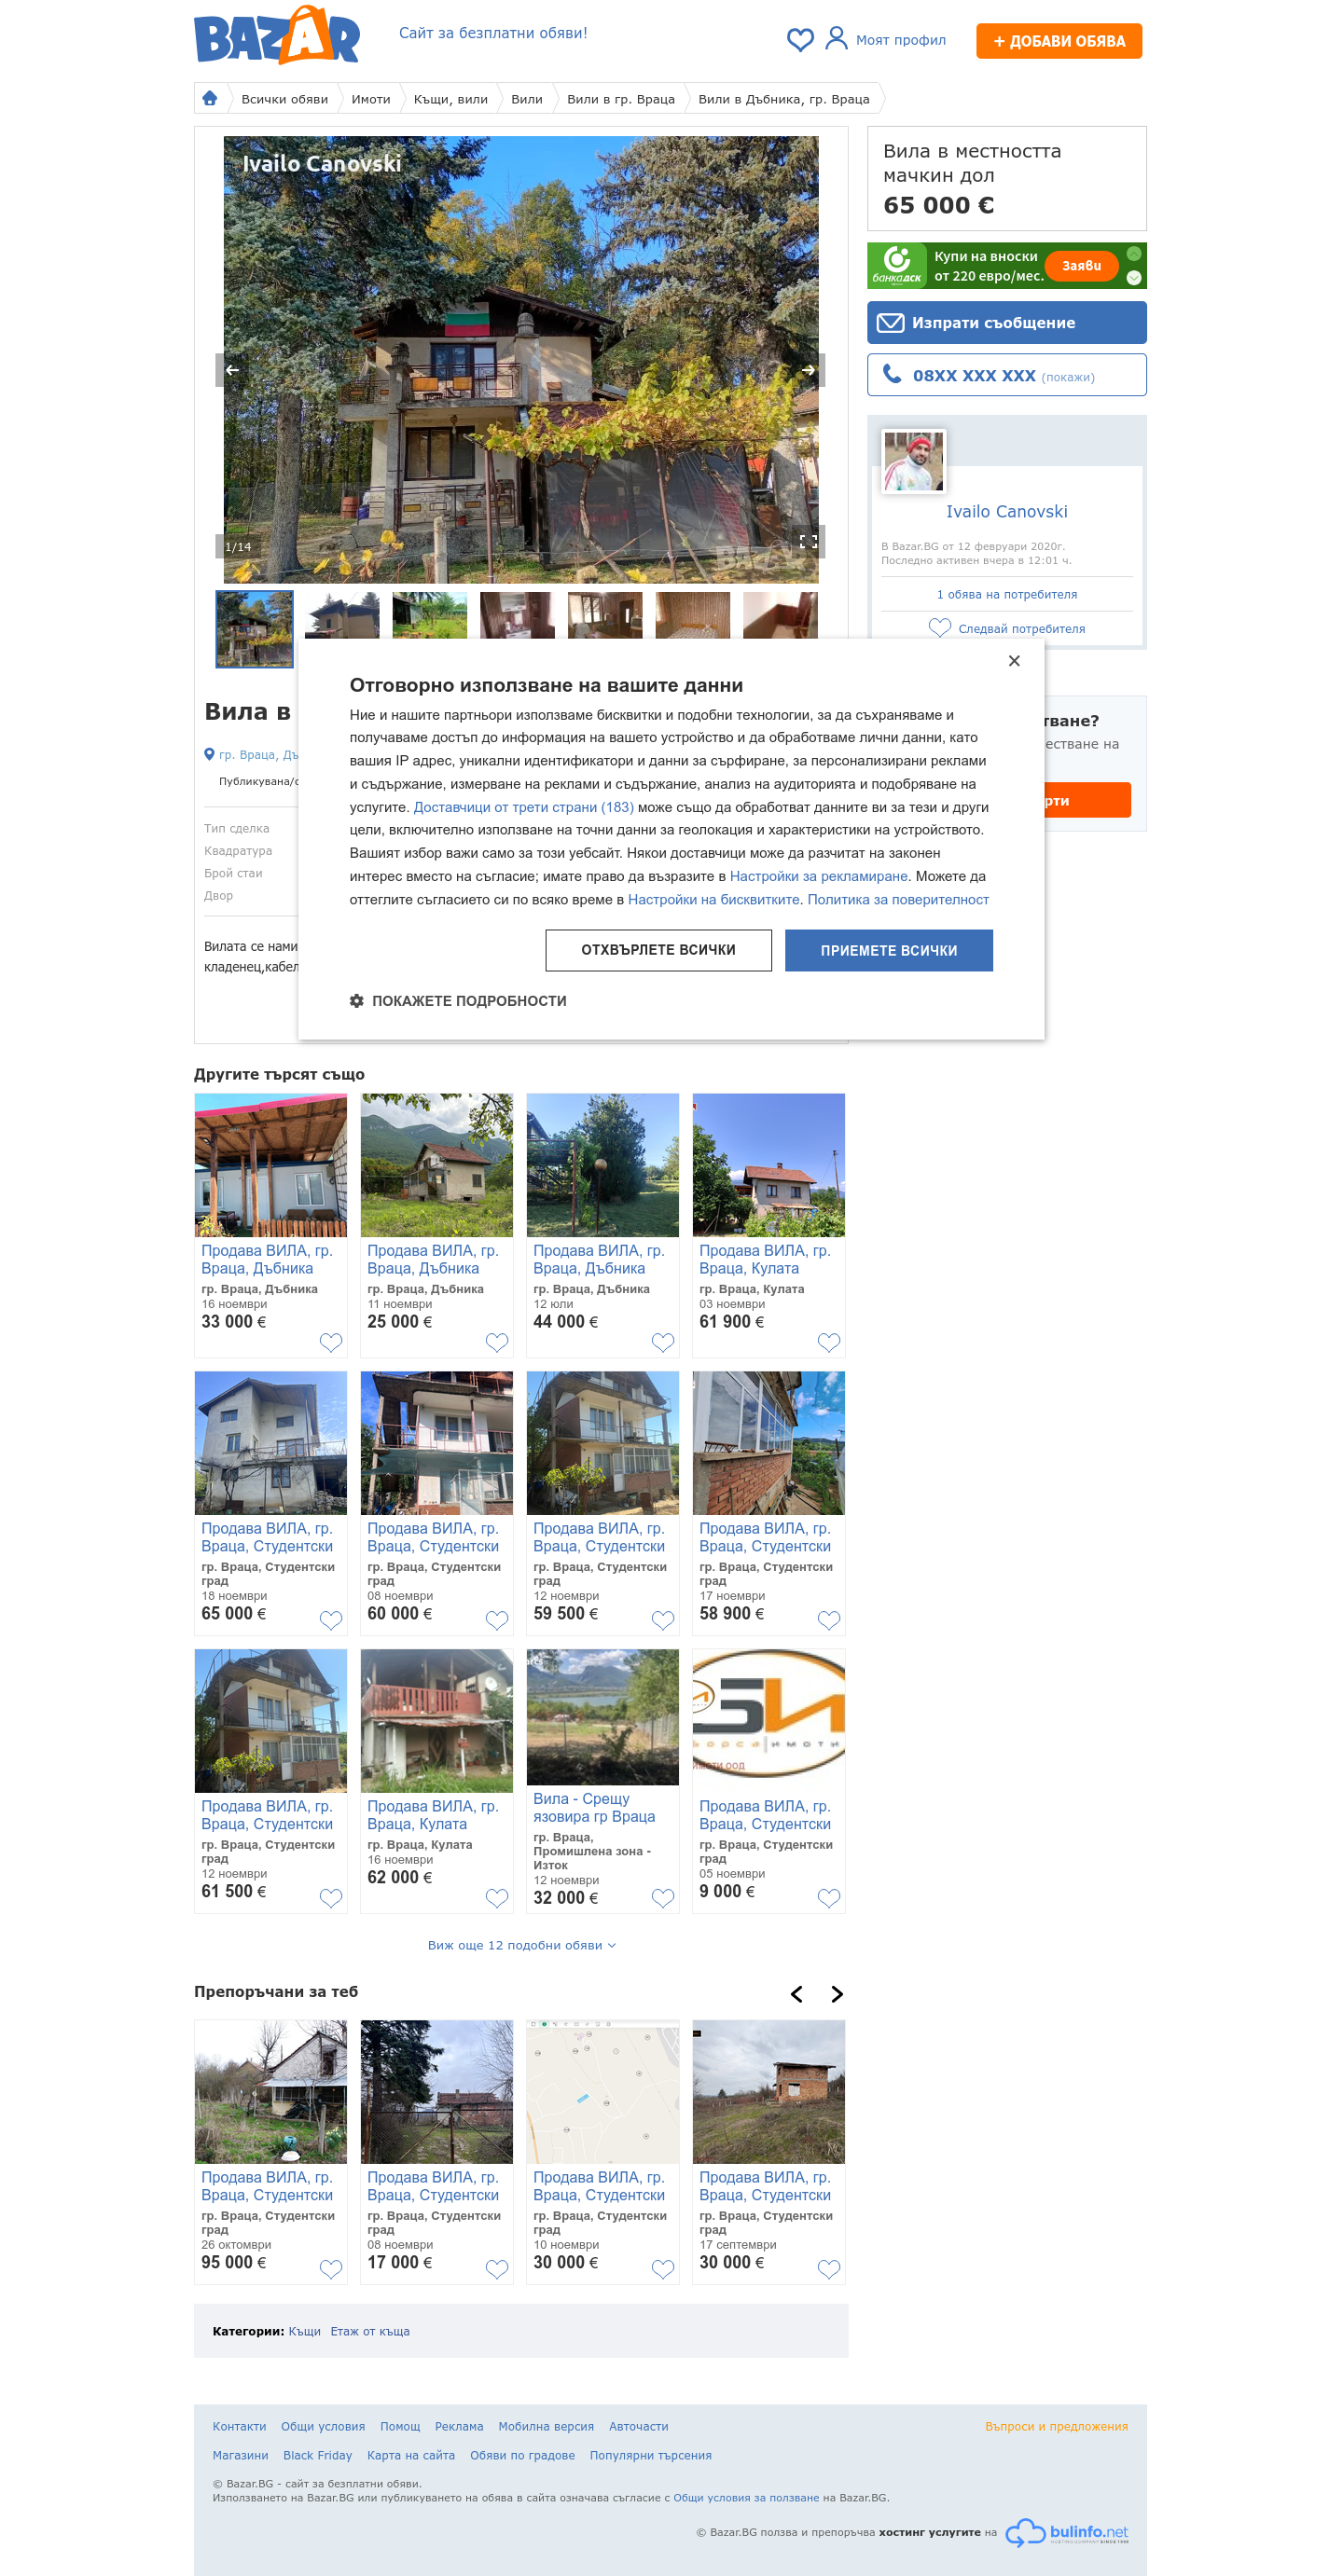 BAZAR
Сайт за безплатни обяви!
Моят профил
+ ДОБАВИ ОБЯВА
Всички обяви
Имоти
Къщи, вили
Вили
Вили в гр. Враца
Вили в Дъбника, гр. Враца
Ivailo Canovski
1/14
Вила в местността
мачкин дол
65 000 €
банка дск
Купи на вноски
от 220 евро/мес.
Заяви
Изпрати съобщение
08XX XXX XXX (покажи)
Ivailo Canovski
В Bazar.BG от 12 февруари 2020г.
Последно активен вчера в 12:01 ч.
1 обява на потребителя
Следвай потребителя
Вила в
гр. Враца, Дъ
Публикувана/
Тип сделка
Квадратура
Брой стаи
Двор
Вилата се нами
кладенец,кабел
×
Отговорно използване на вашите данни
Ние и нашите партньори използваме бисквитки и подобни технологии, за да съхраняваме и
получаваме достъп до информация на вашето устройство и да обработваме лични данни, като
вашия IP адрес, уникални идентификатори и данни за сърфиране, за персонализирани реклами
и съдържание, измерване на реклами и съдържание, анализ на аудиторията и подобряване на
услугите. Доставчици от трети страни (183) може също да обработват данните ви за тези и други
цели, включително използване на точни данни за геолокация и характеристики на устройството.
Вашият избор важи само за този уебсайт. Някои доставчици може да разчитат на законен
интерес вместо на съгласие; имате право да възразите в Настройки за рекламиране. Можете да
оттеглите съгласието си по всяко време в Настройки на бисквитките. Политика за поверителност
ОТХВЪРЛЕТЕ ВСИЧКИ
ПРИЕМЕТЕ ВСИЧКИ
ПОКАЖЕТЕ ПОДРОБНОСТИ
тване?
естване на
рти
Другите търсят също
Продава ВИЛА, гр.
Враца, Дъбника
гр. Враца, Дъбника
16 ноември
33 000 €
Продава ВИЛА, гр.
Враца, Дъбника
гр. Враца, Дъбника
11 ноември
25 000 €
Продава ВИЛА, гр.
Враца, Дъбника
гр. Враца, Дъбника
12 юли
44 000 €
Продава ВИЛА, гр.
Враца, Кулата
гр. Враца, Кулата
03 ноември
61 900 €
Продава ВИЛА, гр.
Враца, Студентски
гр. Враца, Студентски
град
18 ноември
65 000 €
Продава ВИЛА, гр.
Враца, Студентски
гр. Враца, Студентски
град
08 ноември
60 000 €
Продава ВИЛА, гр.
Враца, Студентски
гр. Враца, Студентски
град
12 ноември
59 500 €
Продава ВИЛА, гр.
Враца, Студентски
гр. Враца, Студентски
град
17 ноември
58 900 €
Продава ВИЛА, гр.
Враца, Студентски
гр. Враца, Студентски
град
12 ноември
61 500 €
Продава ВИЛА, гр.
Враца, Кулата
гр. Враца, Кулата
16 ноември
62 000 €
Вила - Срещу
язовира гр Враца
гр. Враца,
Промишлена зона -
Изток
12 ноември
32 000 €
Продава ВИЛА, гр.
Враца, Студентски
гр. Враца, Студентски
град
05 ноември
9 000 €
Виж още 12 подобни обяви
Препоръчани за теб
Продава ВИЛА, гр.
Враца, Студентски
гр. Враца, Студентски
град
26 октомври
95 000 €
Продава ВИЛА, гр.
Враца, Студентски
гр. Враца, Студентски
град
08 ноември
17 000 €
Продава ВИЛА, гр.
Враца, Студентски
гр. Враца, Студентски
град
10 ноември
30 000 €
Продава ВИЛА, гр.
Враца, Студентски
гр. Враца, Студентски
град
17 септември
30 000 €
Категории: Къщи Етаж от къща
Контакти Общи условия Помощ Реклама Мобилна версия Авточасти
Въпроси и предложения
Магазини Black Friday Карта на сайта Обяви по градове Популярни търсения
© Bazar.BG - сайт за безплатни обяви.
Използването на Bazar.BG или публикуването на обява в сайта означава съгласие с Общи условия за ползване на Bazar.BG.
© Bazar.BG ползва и препоръчва хостинг услугите на
bulinfo.net